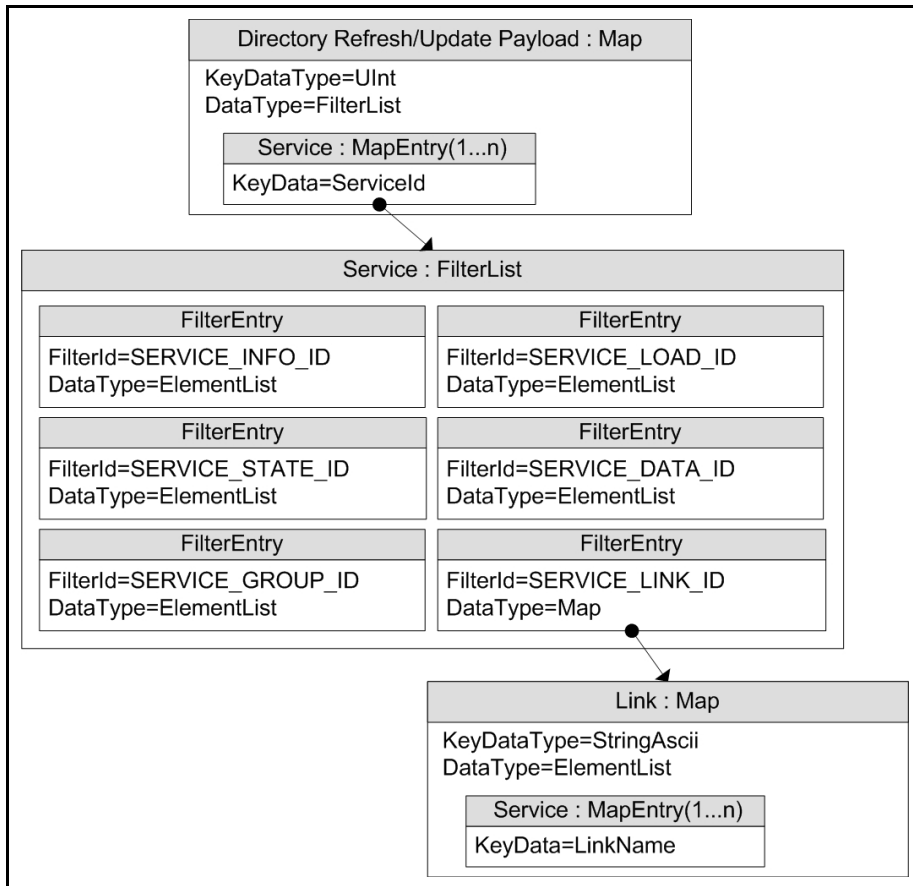 Directory Refresh/Update Payload : Map
KeyDataType=UInt
DataType=FilterList
Service : MapEntry(1...n)
KeyData=ServiceId
Service : FilterList
FilterEntry
FilterId=SERVICE_INFO_ID
DataType=ElementList
FilterEntry
FilterId=SERVICE_LOAD_ID
DataType=ElementList
FilterEntry
FilterId=SERVICE_STATE_ID
DataType=ElementList
FilterEntry
FilterId=SERVICE_DATA_ID
DataType=ElementList
FilterEntry
FilterId=SERVICE_GROUP_ID
DataType=ElementList
FilterEntry
FilterId=SERVICE_LINK_ID
DataType=Map
Link : Map
KeyDataType=StringAscii
DataType=ElementList
Service : MapEntry(1...n)
KeyData=LinkName